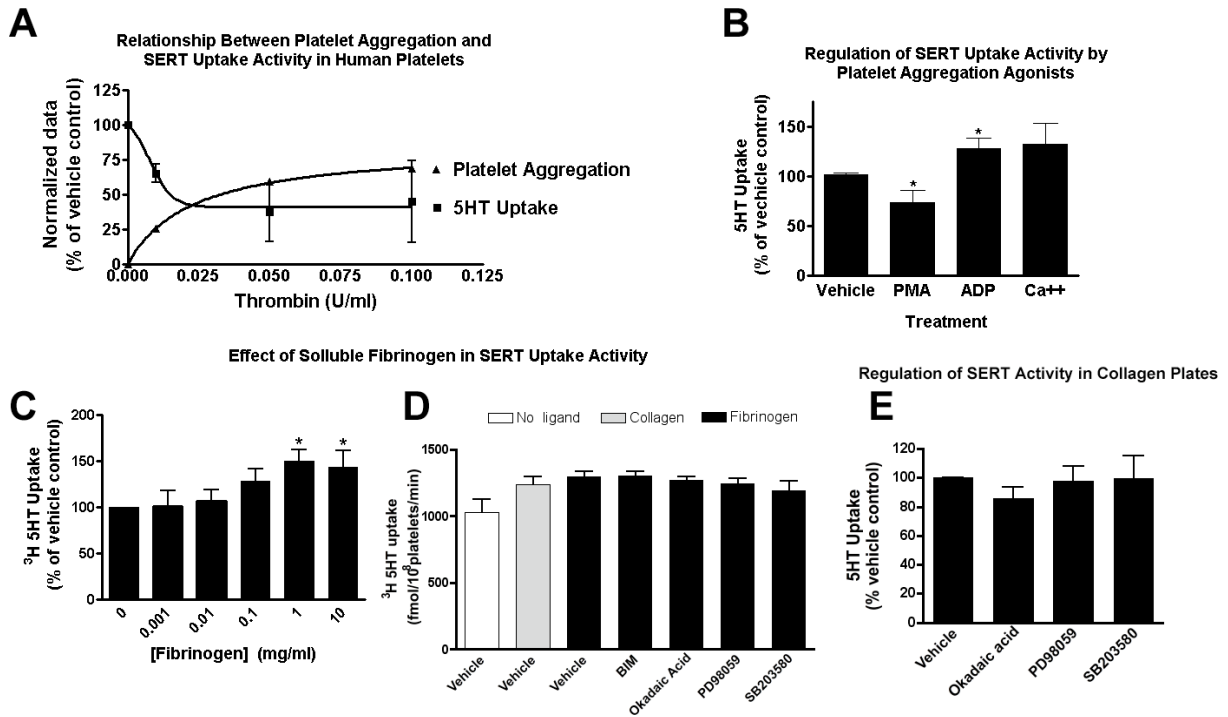 A
Relationship Between Platelet Aggregation and
SERT Uptake Activity in Human Platelets
Normalized data
(% of vehicle control)
100
75
50
25
0
0.000
0.025
0.050
0.075
0.100
0.125
Thrombin (U/ml)
Platelet Aggregation
5HT Uptake
B
Regulation of SERT Uptake Activity by
Platelet Aggregation Agonists
5HT Uptake
(% of vechicle control)
150
100
50
0
*
*
Vehicle
PMA
ADP
Ca++
Treatment
Effect of Solluble Fibrinogen in SERT Uptake Activity
C
³H 5HT Uptake
(% of vehicle control)
200
150
100
50
0
*
*
0
0.001
0.01
0.1
1
10
[Fibrinogen] (mg/ml)
D
No ligand
Collagen
Fibrinogen
³H 5HT uptake
(fmol/10⁸platelets/min)
1500
1000
500
0
Vehicle
Vehicle
Vehicle
BIM
Okadaic Acid
PD98059
SB203580
Regulation of SERT Activity in Collagen Plates
E
5HT Uptake
(% vehicle control)
120
100
80
60
40
20
0
Vehicle
Okadaic acid
PD98059
SB203580